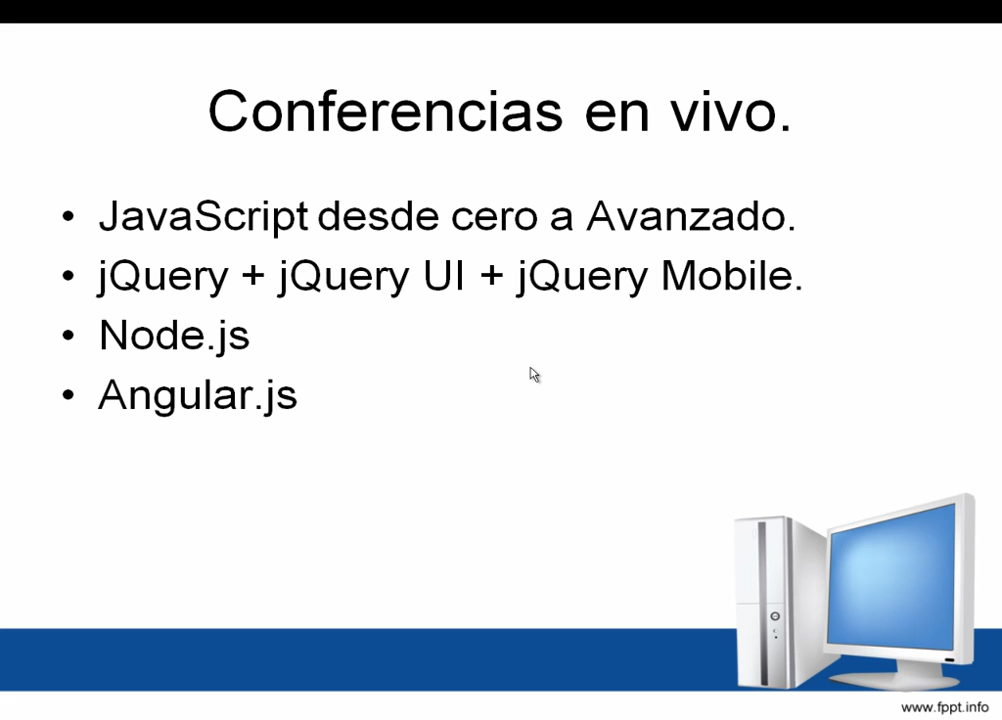 Conferencias en vivo.
• JavaScript desde cero a Avanzado.
• jQuery + jQuery UI + jQuery Mobile.
• Node.js
• Angular.js
www.fppt.info